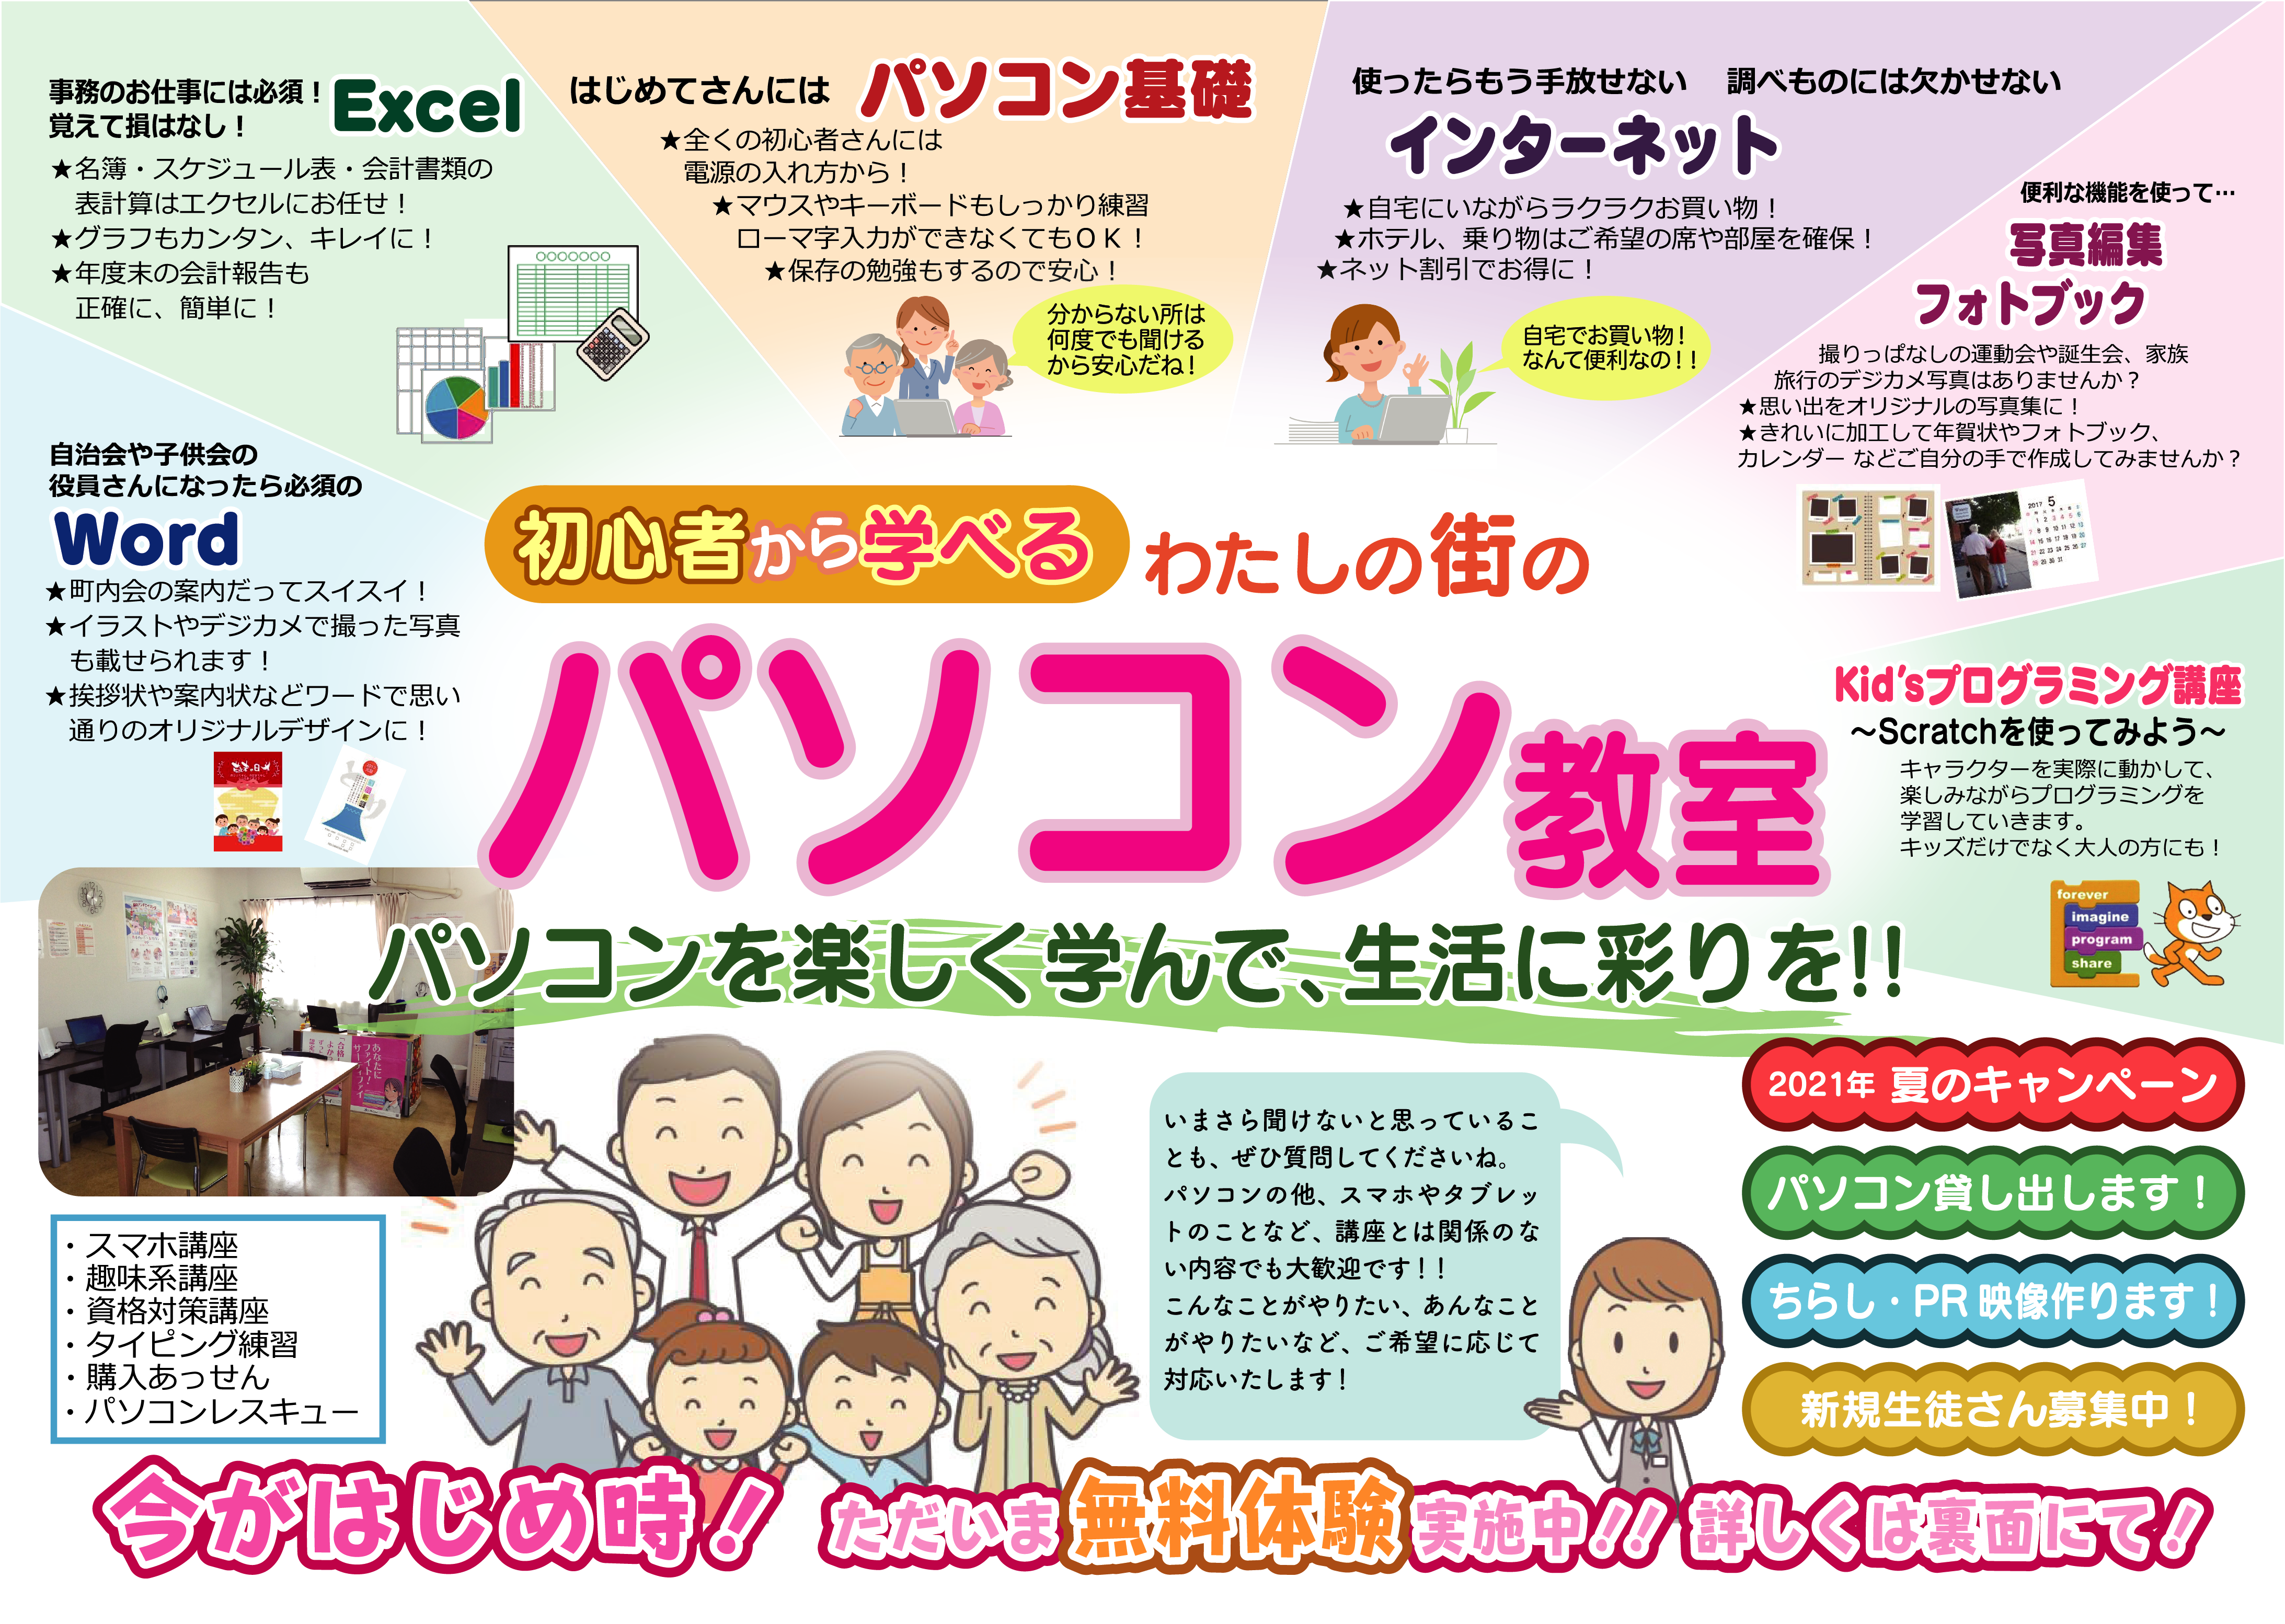 事務のお仕事には必須！
覚えて損はなし！
Excel
★名簿・スケジュール表・会計書類の
表計算はエクセルにお任せ！
★グラフもカンタン、キレイに！
★年度末の会計報告も
正確に、簡単に！
はじめてさんには パソコン基礎
★全くの初心者さんには
電源の入れ方から！
★マウスやキーボードもしっかり練習
ローマ字入力ができなくてもＯＫ！
★保存の勉強もするので安心！
分からない所は
何度でも聞ける
から安心だね！
使ったらもう手放せない 調べものには欠かせない
インターネット
★自宅にいながらラクラクお買い物！
★ホテル、乗り物はご希望の席や部屋を確保！
★ネット割引でお得に！
自宅でお買い物！
なんて便利なの！！
便利な機能を使って…
写真編集
フォトブック
撮りっぱなしの運動会や誕生会、家族
旅行のデジカメ写真はありませんか？
★思い出をオリジナルの写真集に！
★きれいに加工して年賀状やフォトブック、
カレンダー などご自分の手で作成してみませんか？
2017 5
自治会や子供会の
役員さんになったら必須の
Word
★町内会の案内だってスイスイ！
★イラストやデジカメで撮った写真
も載せられます！
★挨拶状や案内状などワードで思い
通りのオリジナルデザインに！
初心者から学べる わたしの街の
パソコン教室
パソコンを楽しく学んで、生活に彩りを!!
Kid'sプログラミング講座
～Scratchを使ってみよう～
キャラクターを実際に動かして、
楽しみながらプログラミングを
学習していきます。
キッズだけでなく大人の方にも！
forever
imagine
program
share
あなたに
ファイト！
サーティファイ
・スマホ講座
・趣味系講座
・資格対策講座
・タイピング練習
・購入あっせん
・パソコンレスキュー
いまさら聞けないと思っているこ
とも、ぜひ質問してくださいね。
パソコンの他、スマホやタブレッ
トのことなど、講座とは関係のな
い内容でも大歓迎です！！
こんなことがやりたい、あんなこと
がやりたいなど、ご希望に応じて
対応いたします！
2021年 夏のキャンペーン
パソコン貸し出します！
ちらし・PR 映像作ります！
新規生徒さん募集中！
今がはじめ時！ ただいま無料体験実施中!! 詳しくは裏面にて！